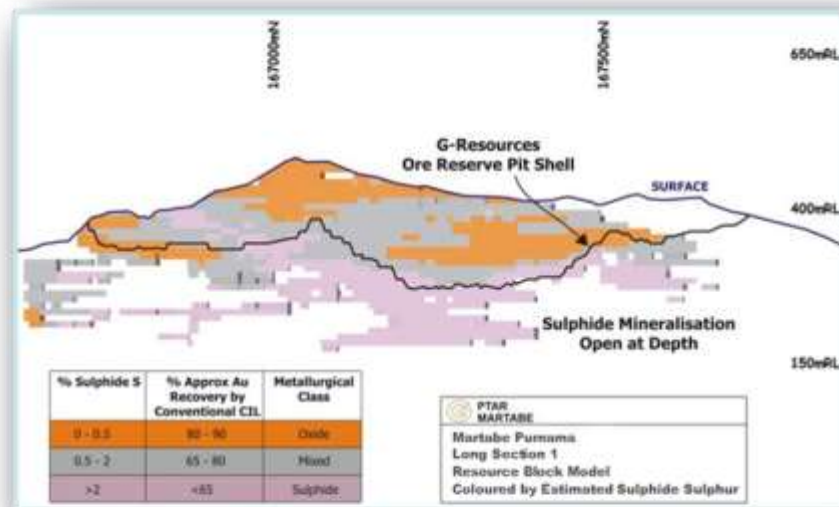 167000mN
167500mN
650mRL
G-Resources
Ore Reserve Pit Shell
SURFACE
400mRL
Sulphide Mineralisation
Open at Depth
150mRL
% Sulphide S % Approx Au Recovery by Conventional CIL Metallurgical Class
0 - 0.5 80 - 90 Oxide
0.5 - 2 65 - 80 Mixed
>2 <65 Sulphide
PTAR
MARTABE
Martabe Purnama
Long Section 1
Resource Block Model
Coloured by Estimated Sulphide Sulphur